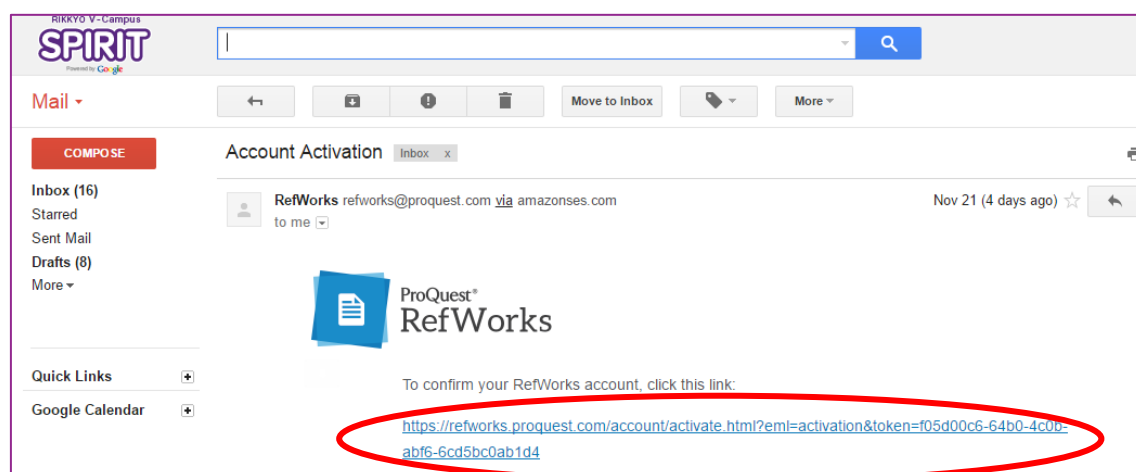 RIKKYO V-Campus
SPIRIT
Powered by Google
Mail
Move to Inbox
More
COMPOSE
Account Activation Inbox x
Inbox (16)
Starred
Sent Mail
Drafts (8)
More
RefWorks refworks@proquest.com via amazonses.com
Nov 21 (4 days ago)
to me
ProQuest®
RefWorks
Quick Links
Google Calendar
To confirm your RefWorks account, click this link:
https://refworks.proquest.com/account/activate.html?eml=activation&token=f05d00c6-64b0-4c0b-
abf6-6cd5bc0ab1d4